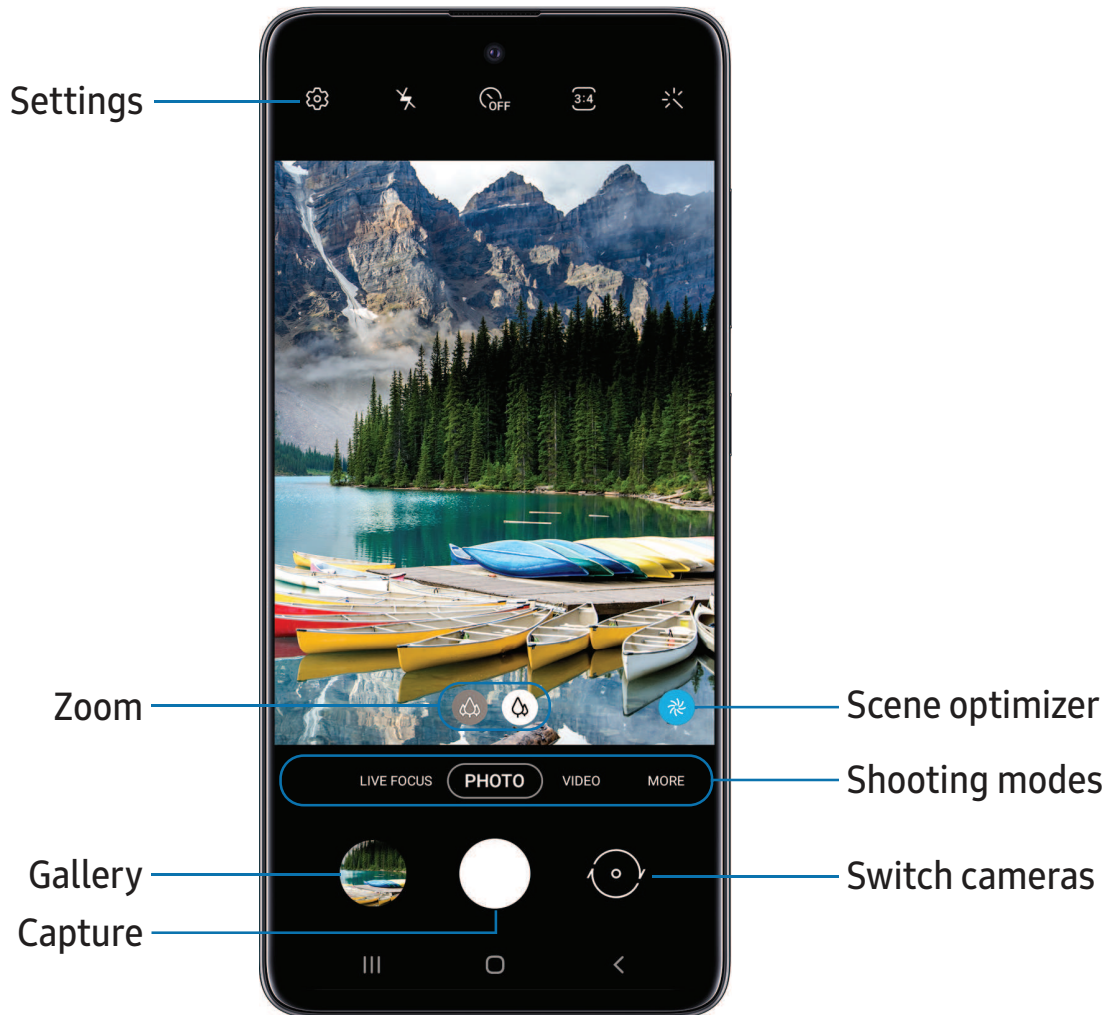 Settings
OFF
3:4
Zoom
Scene optimizer
LIVE FOCUS PHOTO VIDEO MORE
Shooting modes
Gallery
Switch cameras
Capture